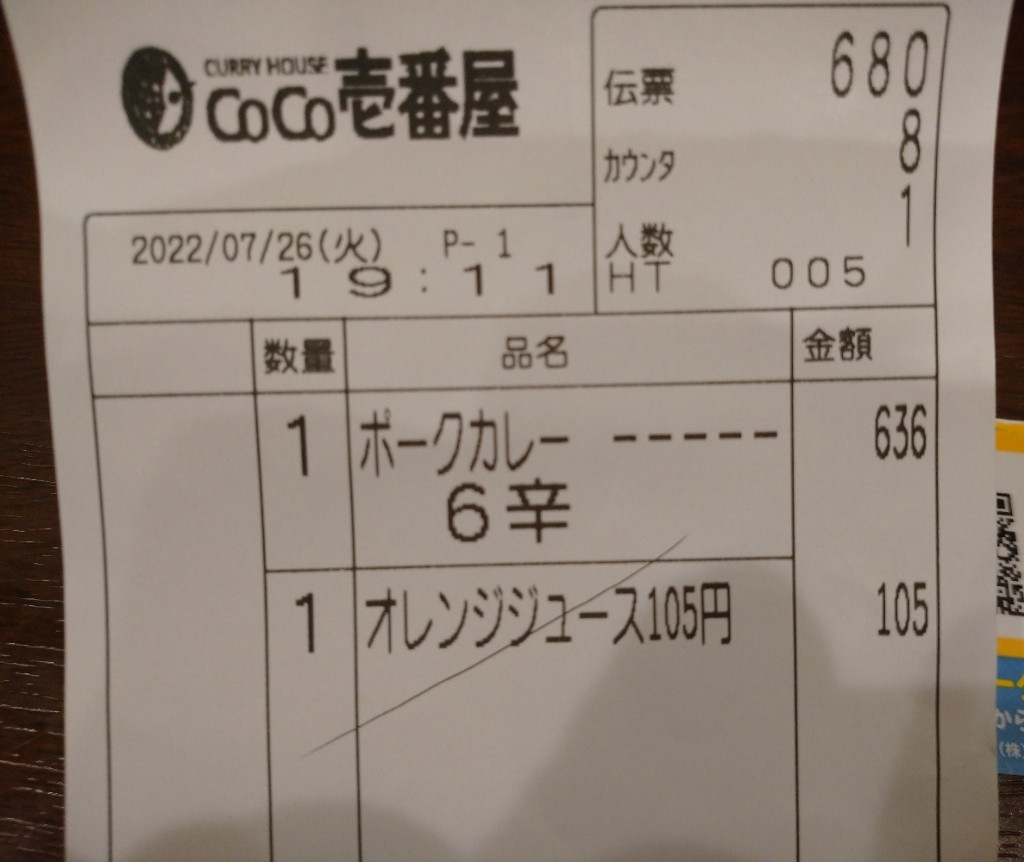 CURRY HOUSE
CoCo壱番屋
伝票 680
カウンタ 8
人数 1
HT 005
2022/07/26(火) P- 1
19:11
数量 品名 金額
1 ポークカレー ----- 636
6辛
1 オレンジジュース105円 105
から
(株)